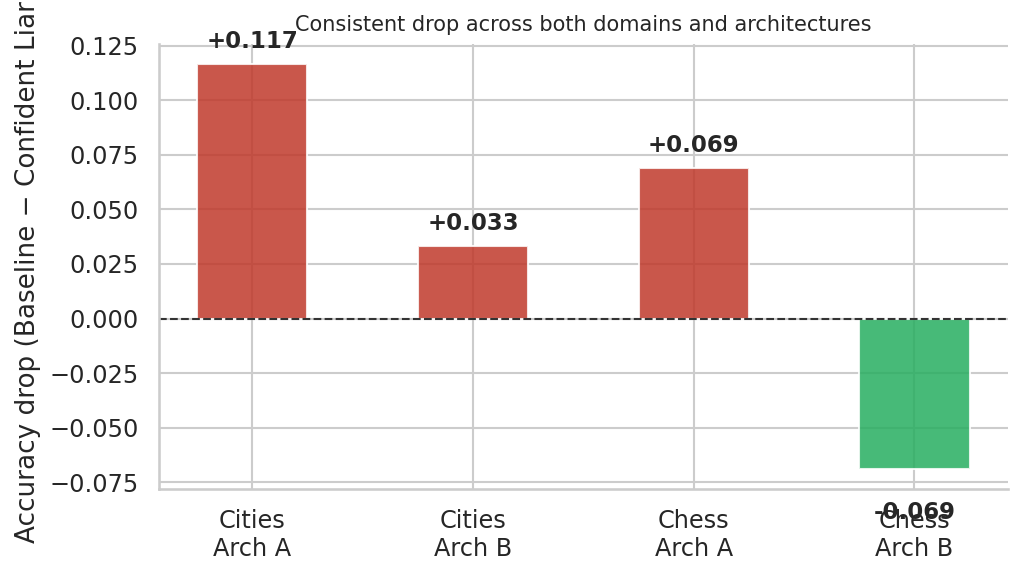 Consistent drop across both domains and architectures
Accuracy drop (Baseline − Confident Liar
0.125
0.100
0.075
0.050
0.025
0.000
−0.025
−0.050
−0.075
+0.117
+0.033
+0.069
-0.069
Cities
Arch A
Cities
Arch B
Chess
Arch A
Chess
Arch B